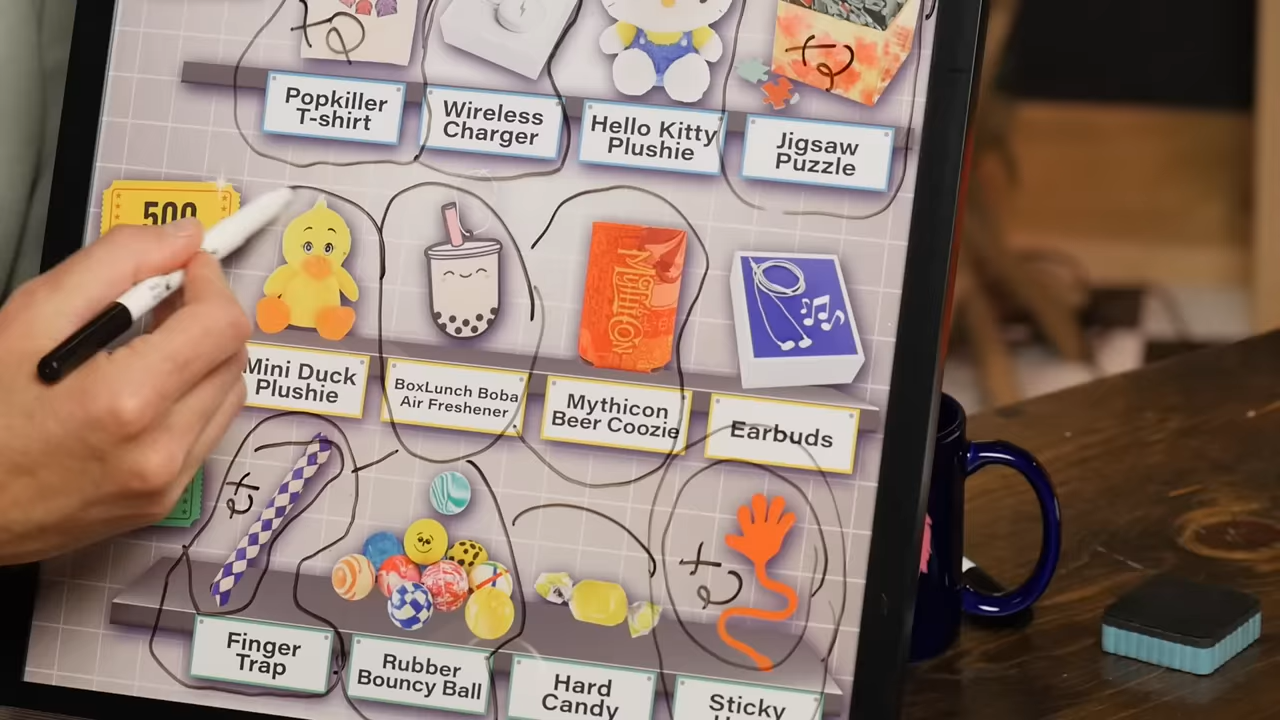 Popkiller
T-shirt
Wireless
Charger
Hello Kitty
Plushie
Jigsaw
Puzzle
500
Mini Duck
Plushie
BoxLunch Boba
Air Freshener
MYTHICON
Mythicon
Beer Coozie
Earbuds
Finger
Trap
Rubber
Bouncy Ball
Hard
Candy
Sticky